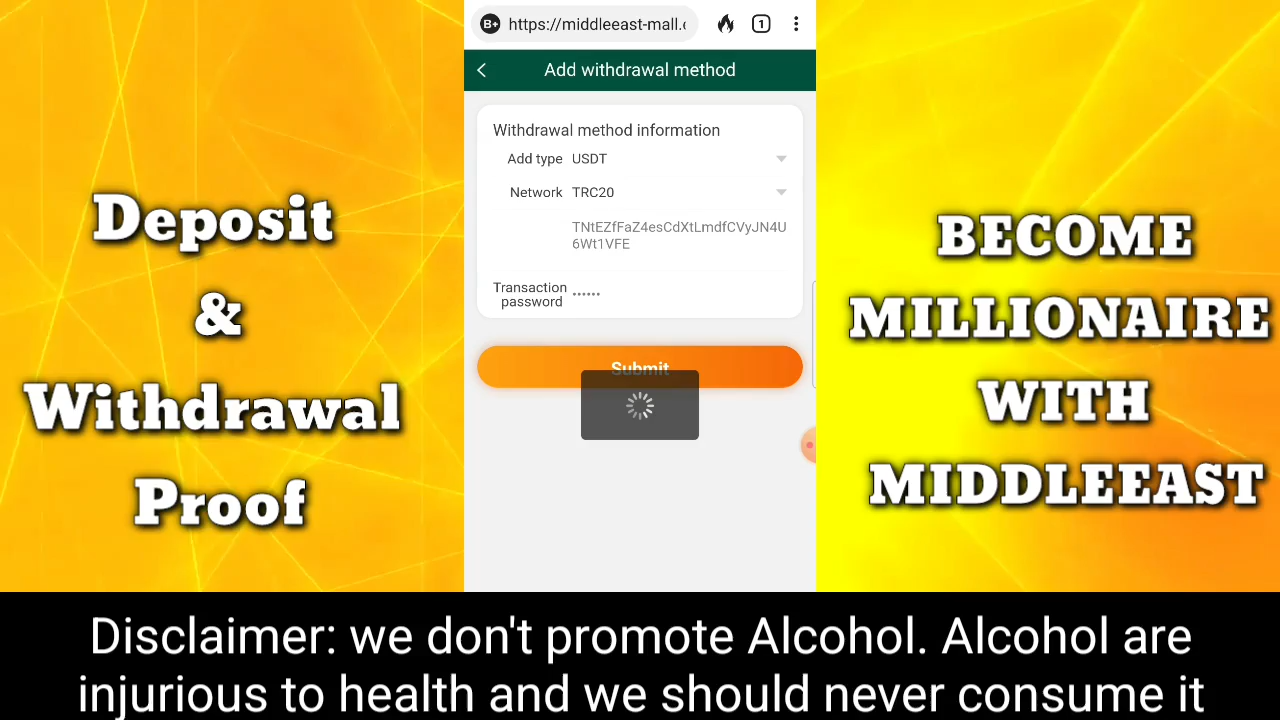 B+ https://middleeast-mall.c 1
Add withdrawal method
Withdrawal method information
Add type USDT
Network TRC20
TNtEZfFaZ4esCdXtLmdfCVyJN4U
6Wt1VFE
Transaction
password ••••••
Submit
Deposit
&
Withdrawal
Proof
BECOME
MILLIONAIRE
WITH
MIDDLEEAST
Disclaimer: we don't promote Alcohol. Alcohol are
injurious to health and we should never consume it